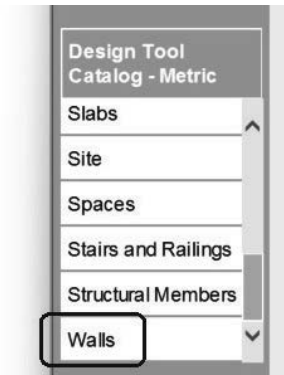 Design Tool
Catalog - Metric
Slabs
Site
Spaces
Stairs and Railings
Structural Members
Walls